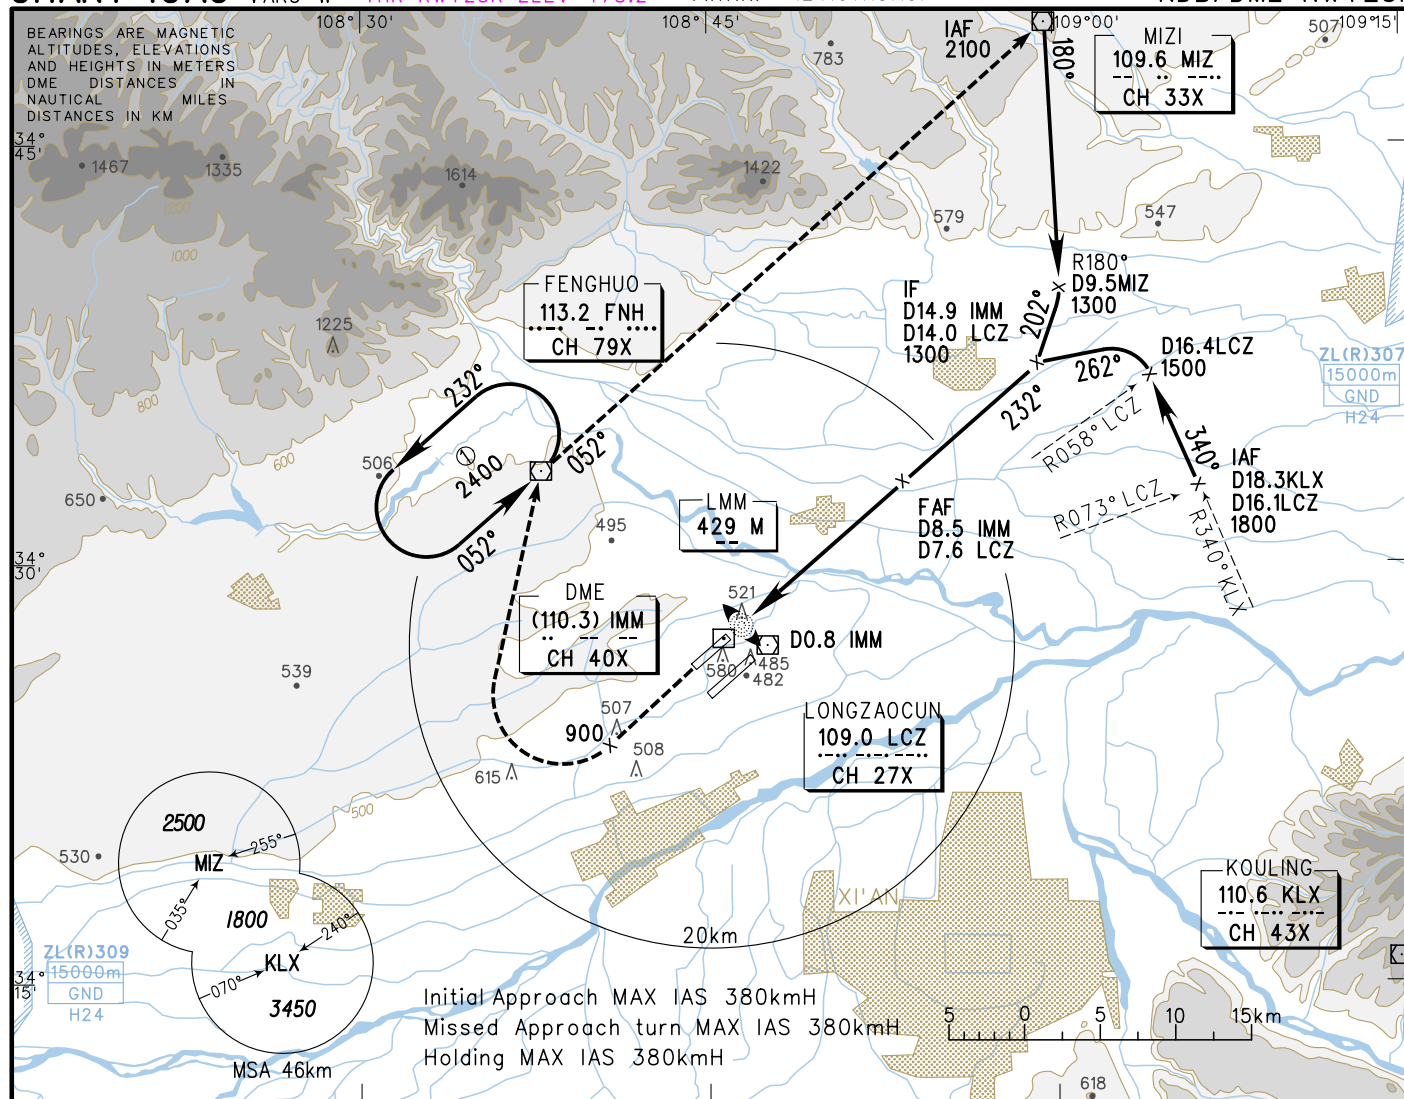 108°30'
108°45'
109°00'
109°15'
BEARINGS ARE MAGNETIC
ALTITUDES, ELEVATIONS
AND HEIGHTS IN METERS
DME DISTANCES IN
NAUTICAL MILES
DISTANCES IN KM
IAF
2100
180°
MIZI
109.6 MIZ
CH 33X
507
783
34°
45'
1467
1335
1614
1422
579
547
1200
1000
1225
800
600
FENGHUO
113.2 FNH
CH 79X
R180°
D9.5MIZ
1300
IF
D14.9 IMM
D14.0 LCZ
1300
202°
262°
D16.4LCZ
1500
ZL(R)307
15000m
GND
H24
232°
052°
232°
R058° LCZ
340°
IAF
D18.3KLX
D16.1LCZ
1800
R073° LCZ
R340° KLX
506
1
2400
052°
650
495
LMM
429 M
FAF
D8.5 IMM
D7.6 LCZ
34°
30'
DME
(110.3) IMM
CH 40X
521
D0.8 IMM
580
485
482
539
507
900
508
615
LONGZAOCUN
109.0 LCZ
CH 27X
500
2500
MIZ
255°
035°
530
1800
240°
KLX
070°
3450
MSA 46km
ZL(R)309
15000m
GND
H24
34°
15'
XI'AN
20km
KOULING
110.6 KLX
CH 43X
Initial Approach MAX IAS 380kmH
Missed Approach turn MAX IAS 380kmH
Holding MAX IAS 380kmH
5 0 5 10 15km
618